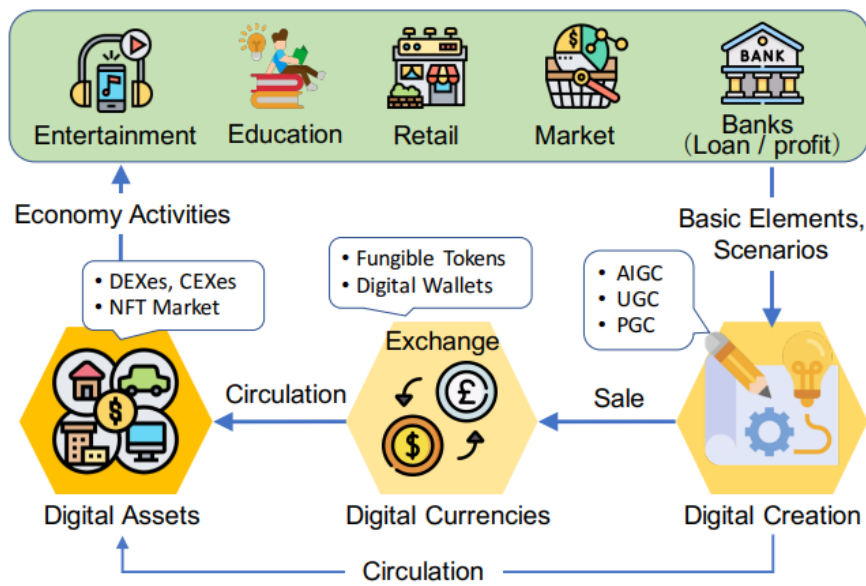 BANK
Entertainment
Education
Retail
Market
Banks
(Loan / profit)
Economy Activities
Basic Elements,
Scenarios
• DEXes, CEXes
• NFT Market
• Fungible Tokens
• Digital Wallets
• AIGC
• UGC
• PGC
Exchange
Circulation
Sale
Digital Assets
Digital Currencies
Digital Creation
Circulation